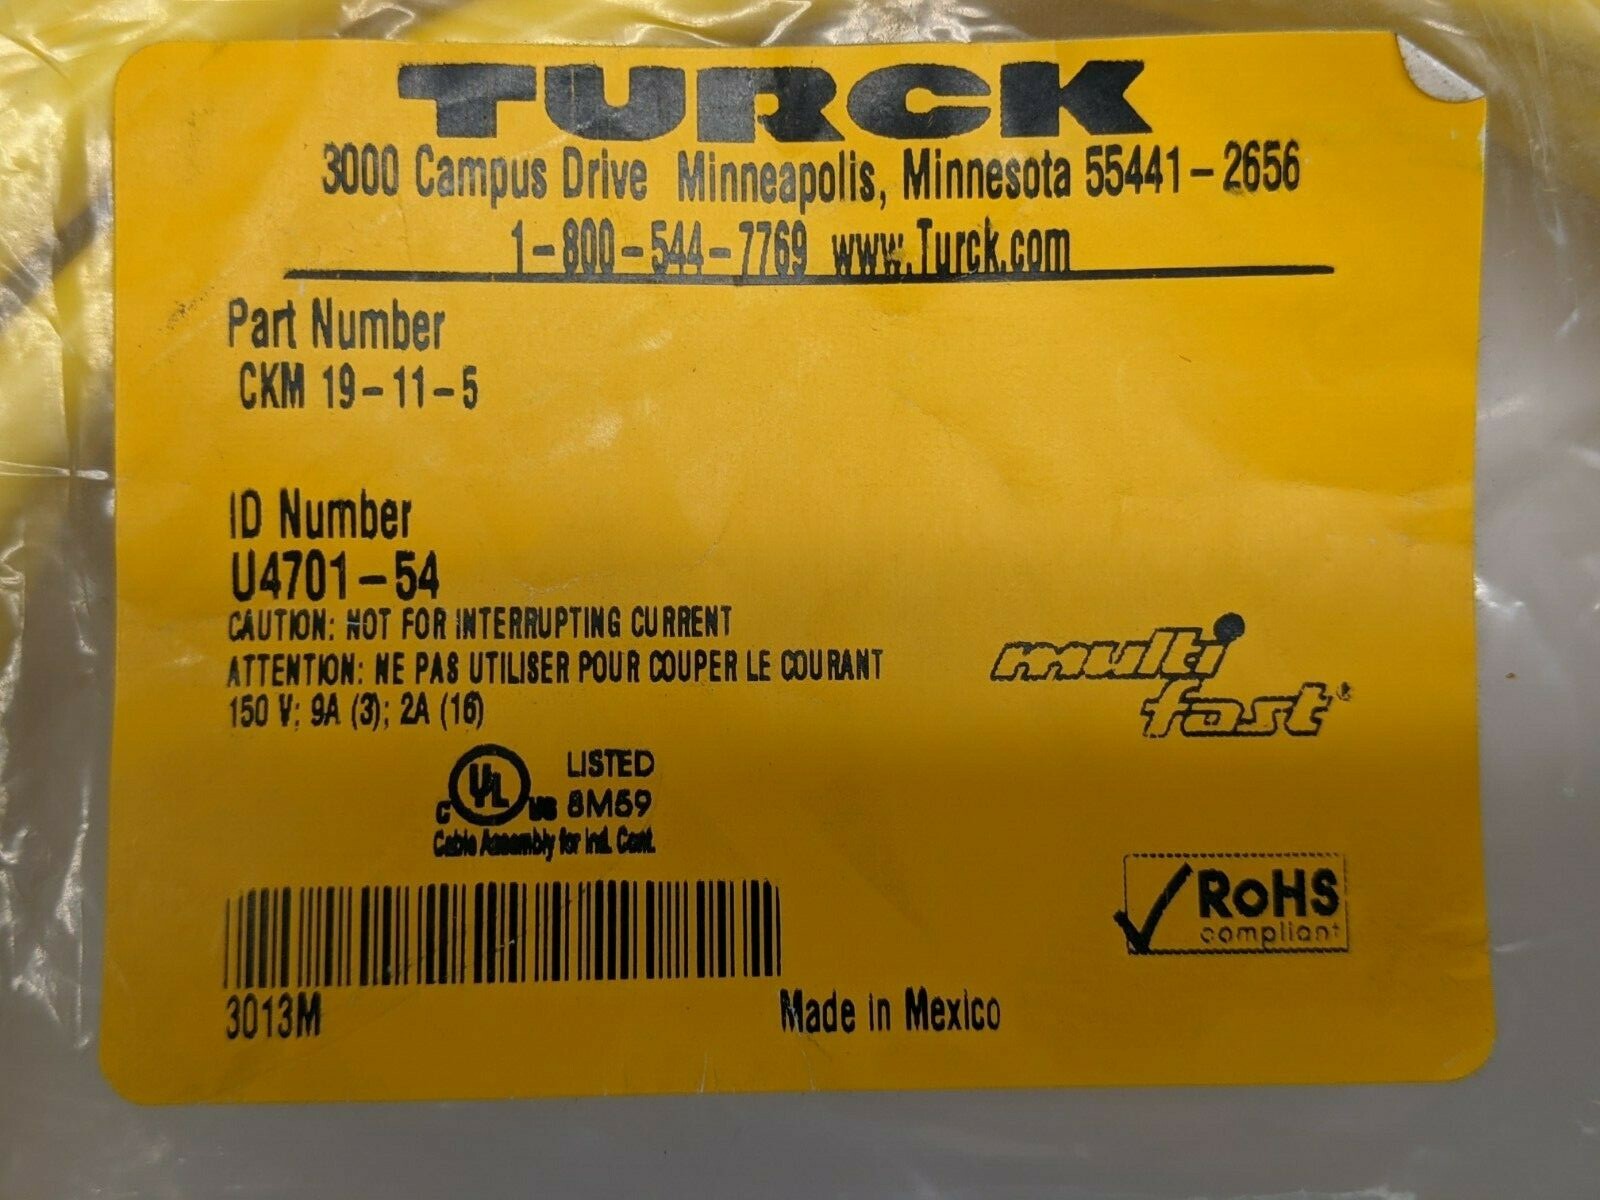 TURCK
3000 Campus Drive Minneapolis, Minnesota 55441-2656
1-800-544-7769 www.Turck.com
Part Number
CKM 19-11-5
ID Number
U4701-54
CAUTION: NOT FOR INTERRUPTING CURRENT
ATTENTION: NE PAS UTILISER POUR COUPER LE COURANT
150 V; 9A (3); 2A (16)
multi
fast®
C UL US LISTED
8M59
Cable Assembly for Ind. Cont.
RoHS
compliant
3013M
Made in Mexico